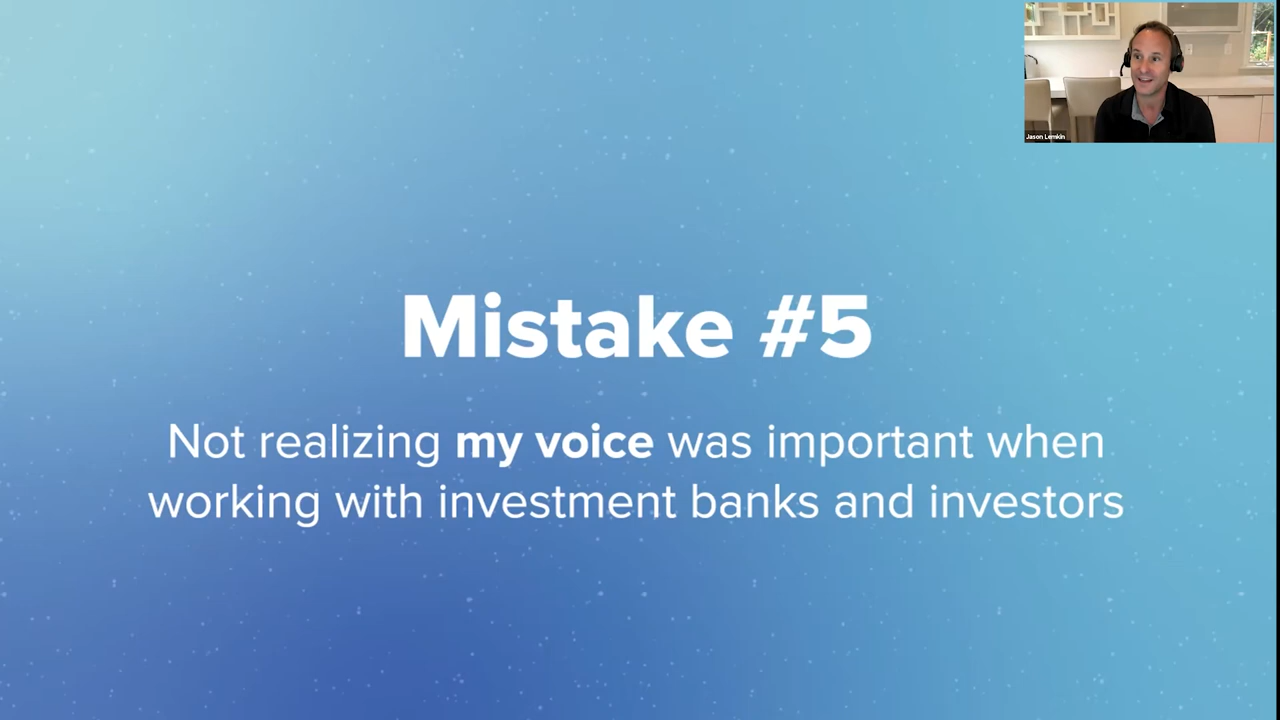 Jason Lemkin
Mistake #5
Not realizing my voice was important when
working with investment banks and investors